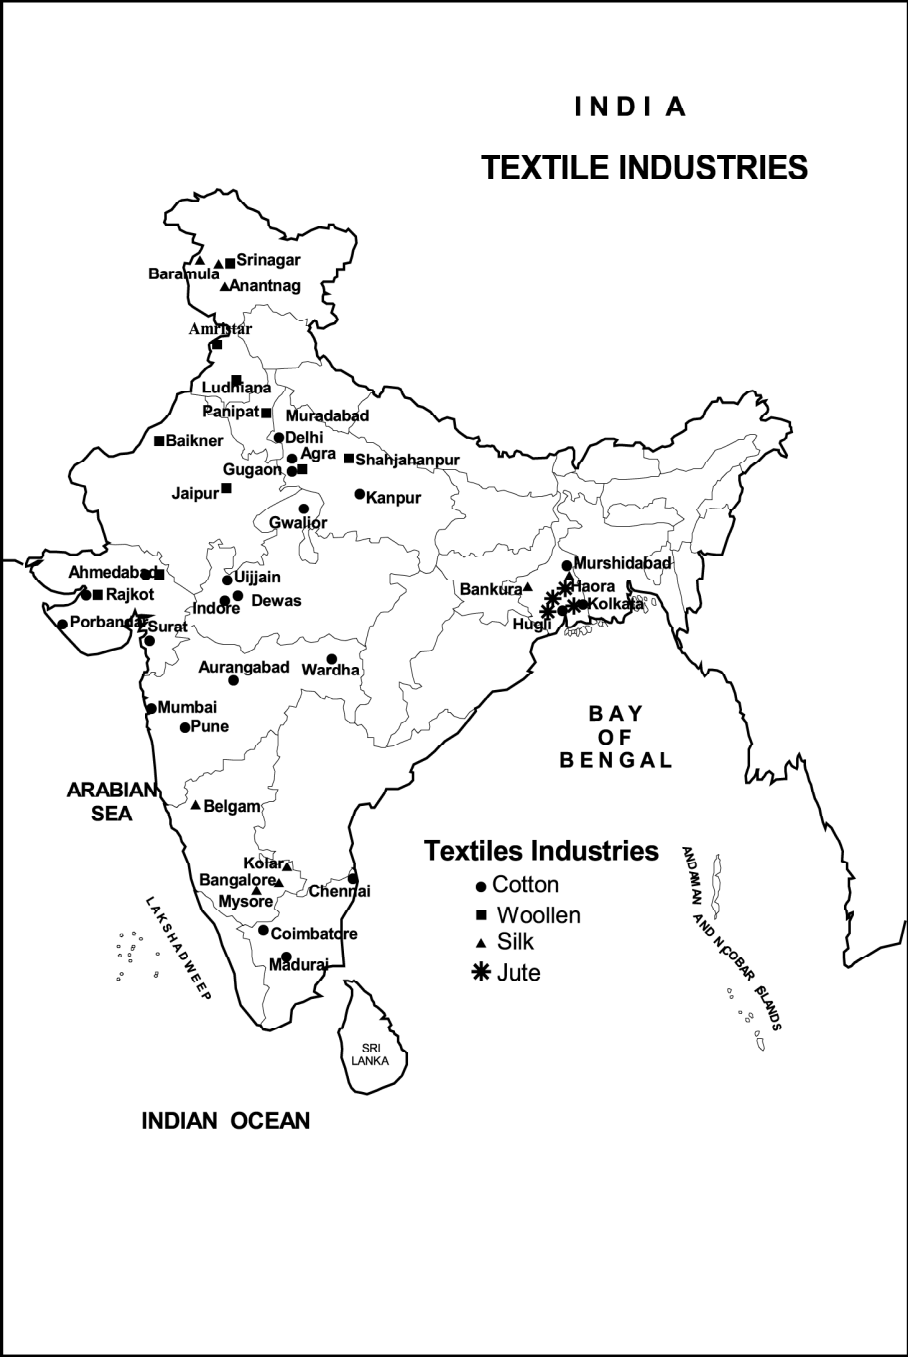 INDIA
TEXTILE INDUSTRIES
Srinagar
Baramula
Anantnag
Amristar
Ludhiana
Panipat
Muradabad
Delhi
Baikner
Agra
Shahjahanpur
Gugaon
Jaipur
Kanpur
Gwalior
Murshidabad
Ahmedabad
Uijjain
Bankura
Haora
Rajkot
Indore
Dewas
Kolkata
Porbandar
Surat
Hugli
Aurangabad
Wardha
Mumbai
Pune
BAY
OF
BENGAL
ARABIAN
SEA
Belgam
Textiles Industries
Kolar
Bangalore
Chennai
Mysore
Cotton
Woollen
Silk
Jute
Coimbatore
Madurai
LAKSHADWEEP
ANDAMAN AND NICOBAR ISLANDS
SRI
LANKA
INDIAN OCEAN